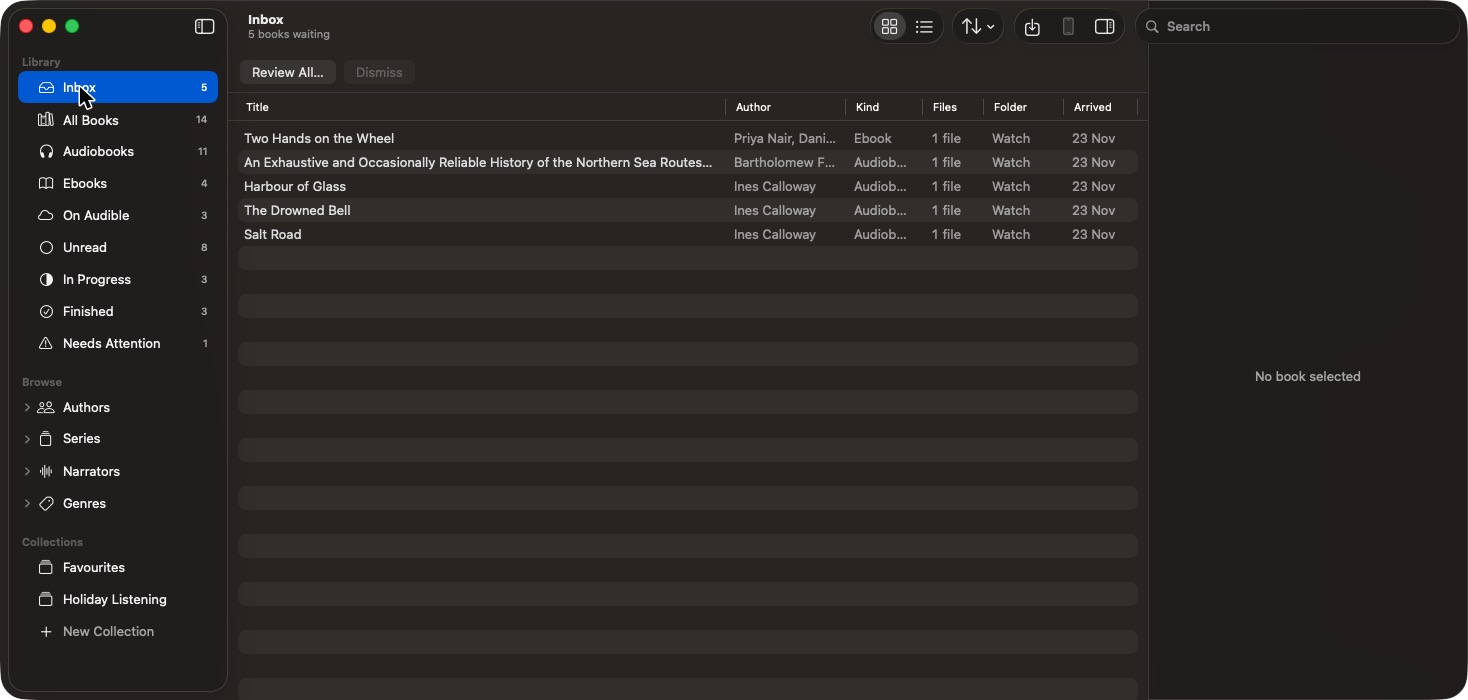 Inbox
5 books waiting
Search
Library
Inbox 5
All Books 14
Audiobooks 11
Ebooks 4
On Audible 3
Unread 8
In Progress 3
Finished 3
Needs Attention 1
Browse
Authors
Series
Narrators
Genres
Collections
Favourites
Holiday Listening
New Collection
Review All... Dismiss
Title Author Kind Files Folder Arrived
Two Hands on the Wheel Priya Nair, Dani... Ebook 1 file Watch 23 Nov
An Exhaustive and Occasionally Reliable History of the Northern Sea Routes... Bartholomew F... Audiob... 1 file Watch 23 Nov
Harbour of Glass Ines Calloway Audiob... 1 file Watch 23 Nov
The Drowned Bell Ines Calloway Audiob... 1 file Watch 23 Nov
Salt Road Ines Calloway Audiob... 1 file Watch 23 Nov
No book selected